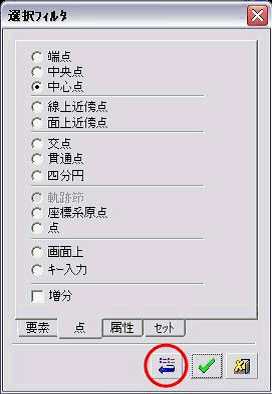 選択フィルタ
端点
中央点
中心点
線上近傍点
面上近傍点
交点
貫通点
四分円
軌跡節
座標系原点
点
画面上
キー入力
増分
要素 点 属性 セット